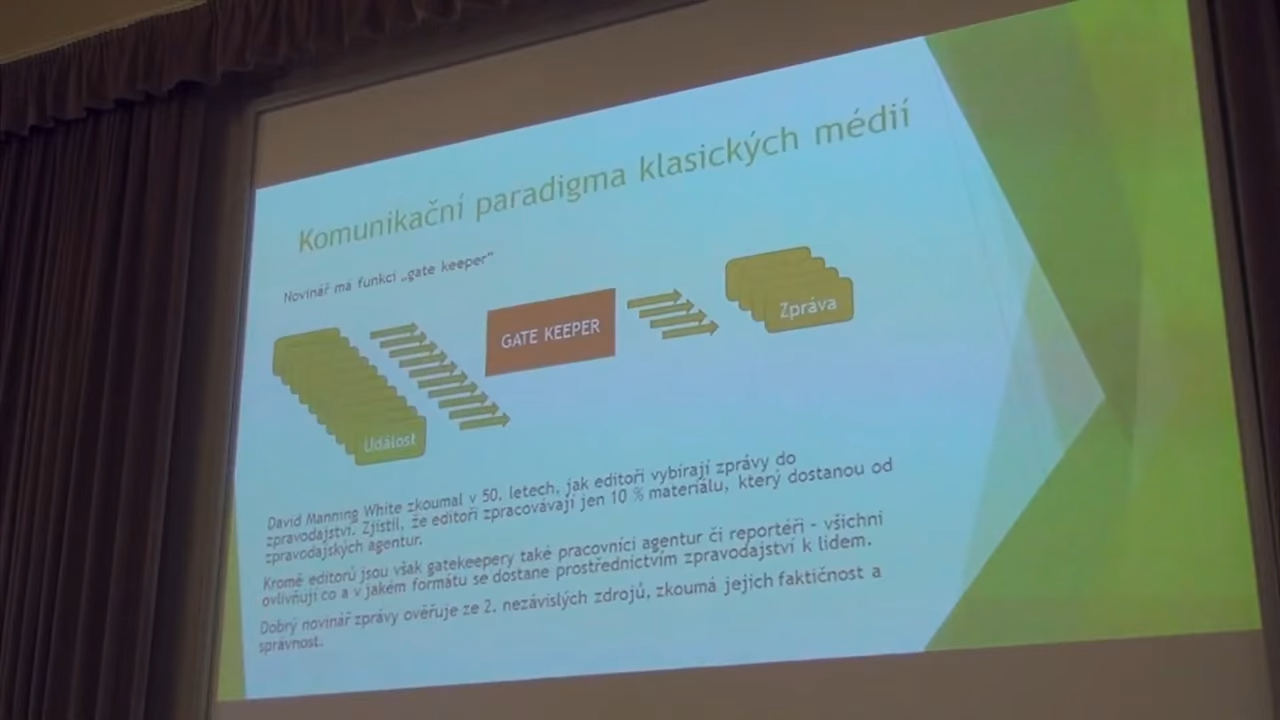 Komunikační paradigma klasických médií
Novinář má funkci „gate keeper“
GATE KEEPER
Zpráva
Událost
David Manning White zkoumal v 50. letech, jak editoři vybírají zprávy do
zpravodajství. Zjistil, že editoři zpracovávají jen 10 % materiálu, který dostanou od
zpravodajských agentur.
Kromě editorů jsou však gatekeepery také pracovníci agentur či reportéři - všichni
ovlivňují co a v jakém formátu se dostane prostřednictvím zpravodajství k lidem.
Dobrý novinář zprávy ověřuje ze 2. nezávislých zdrojů, zkoumá jejich faktičnost a
správnost.